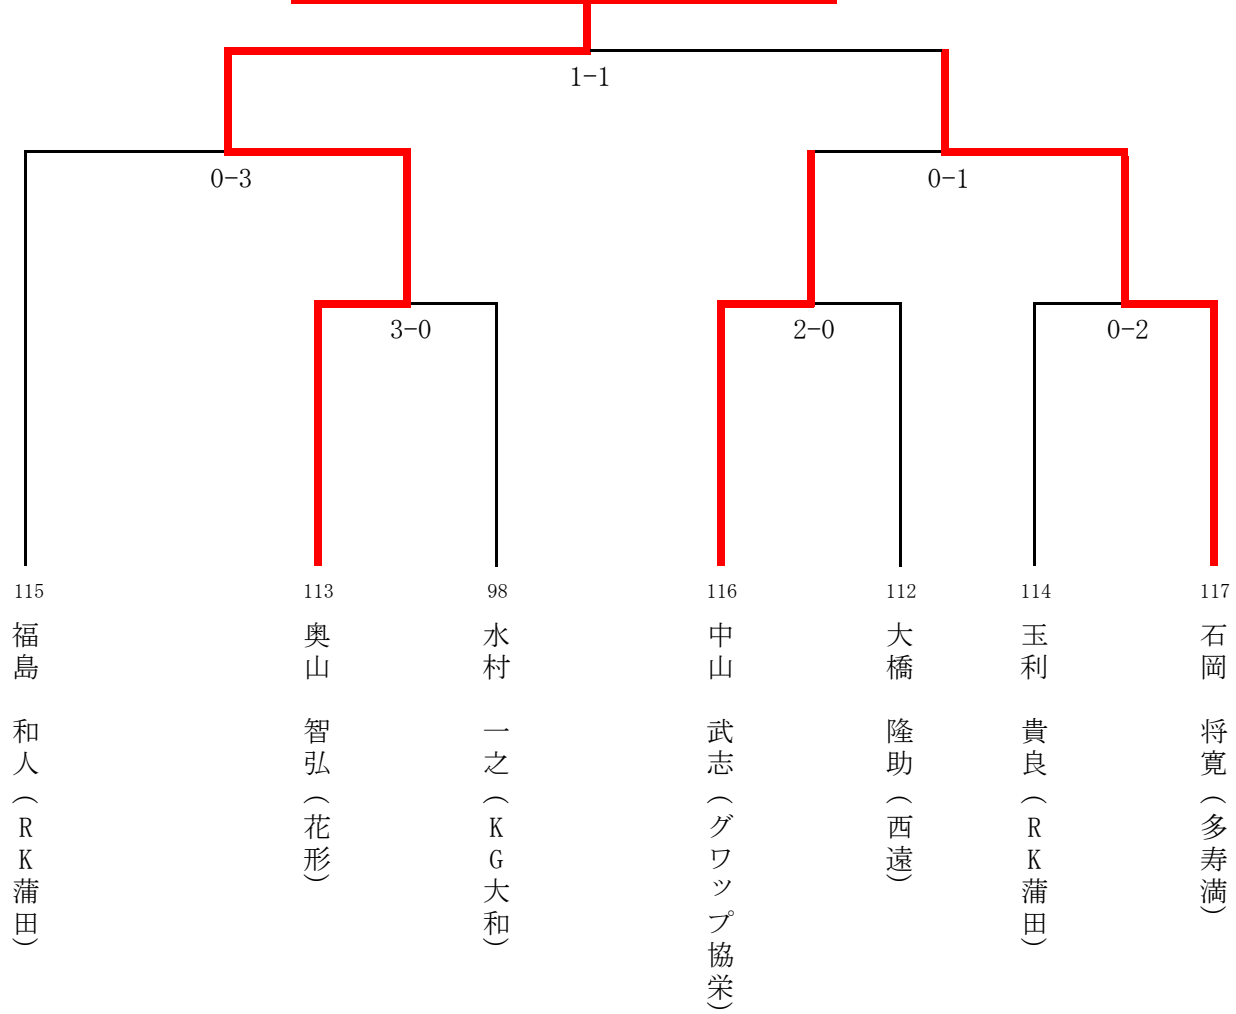 1-1
0-3
0-1
3-0
2-0
0-2
115
福島　和人（RK蒲田）
113
奥山　智弘（花形）
98
水村　一之（KG大和）
116
中山　武志（グワップ協栄）
112
大橋　隆助（西遠）
114
玉利　貴良（RK蒲田）
117
石岡　将寛（多寿満）